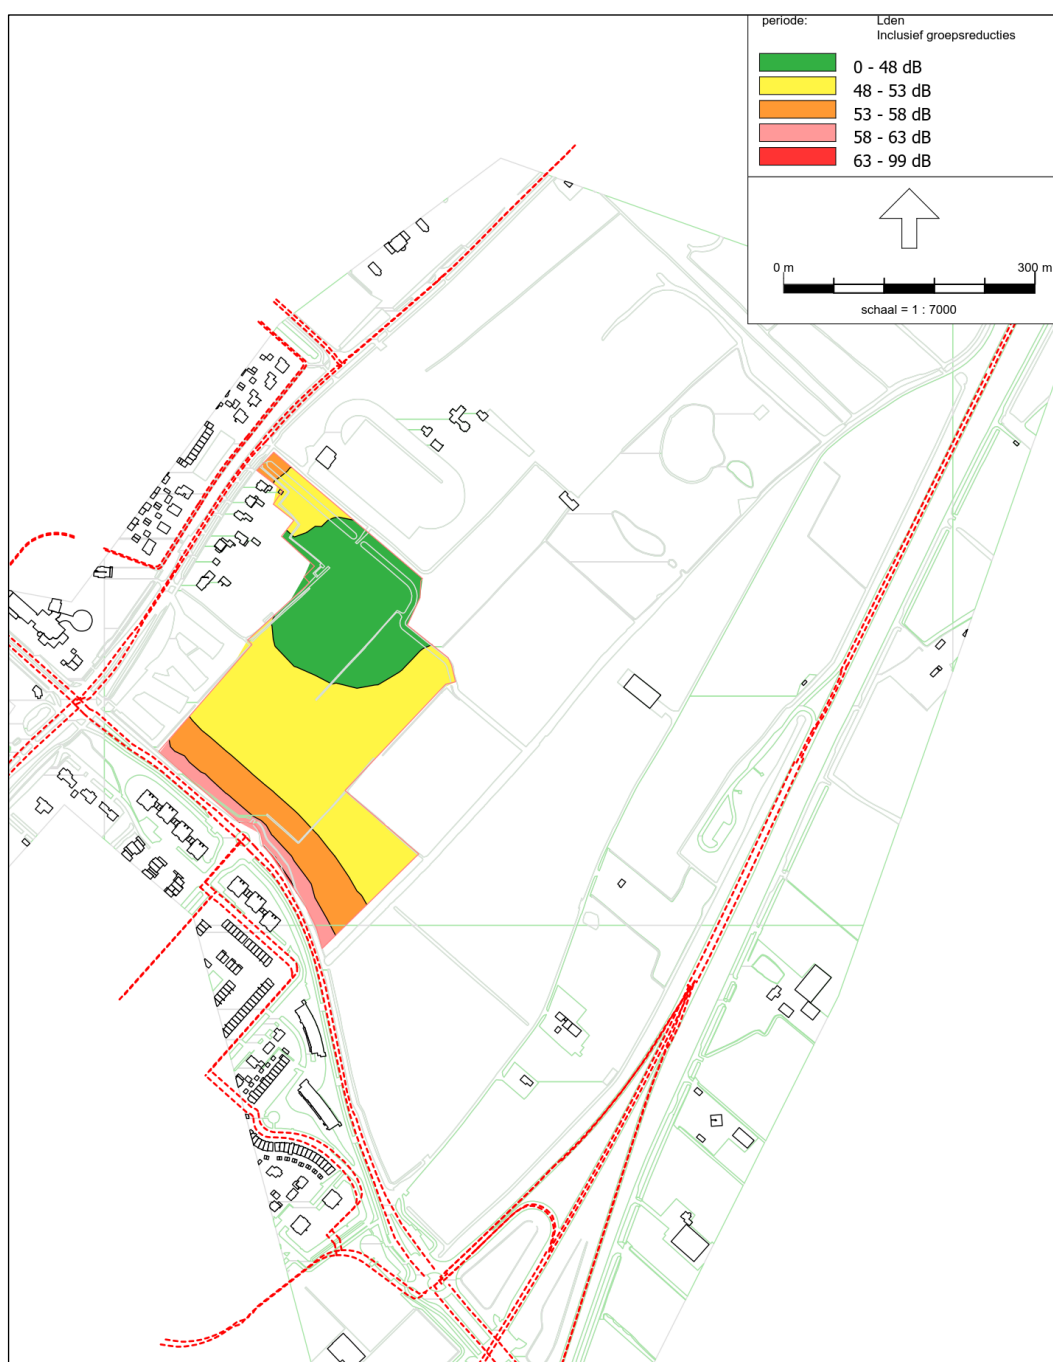 periode: Lden
Inclusief groepsreducties
0 - 48 dB
48 - 53 dB
53 - 58 dB
58 - 63 dB
63 - 99 dB
0 m 300 m
schaal = 1 : 7000